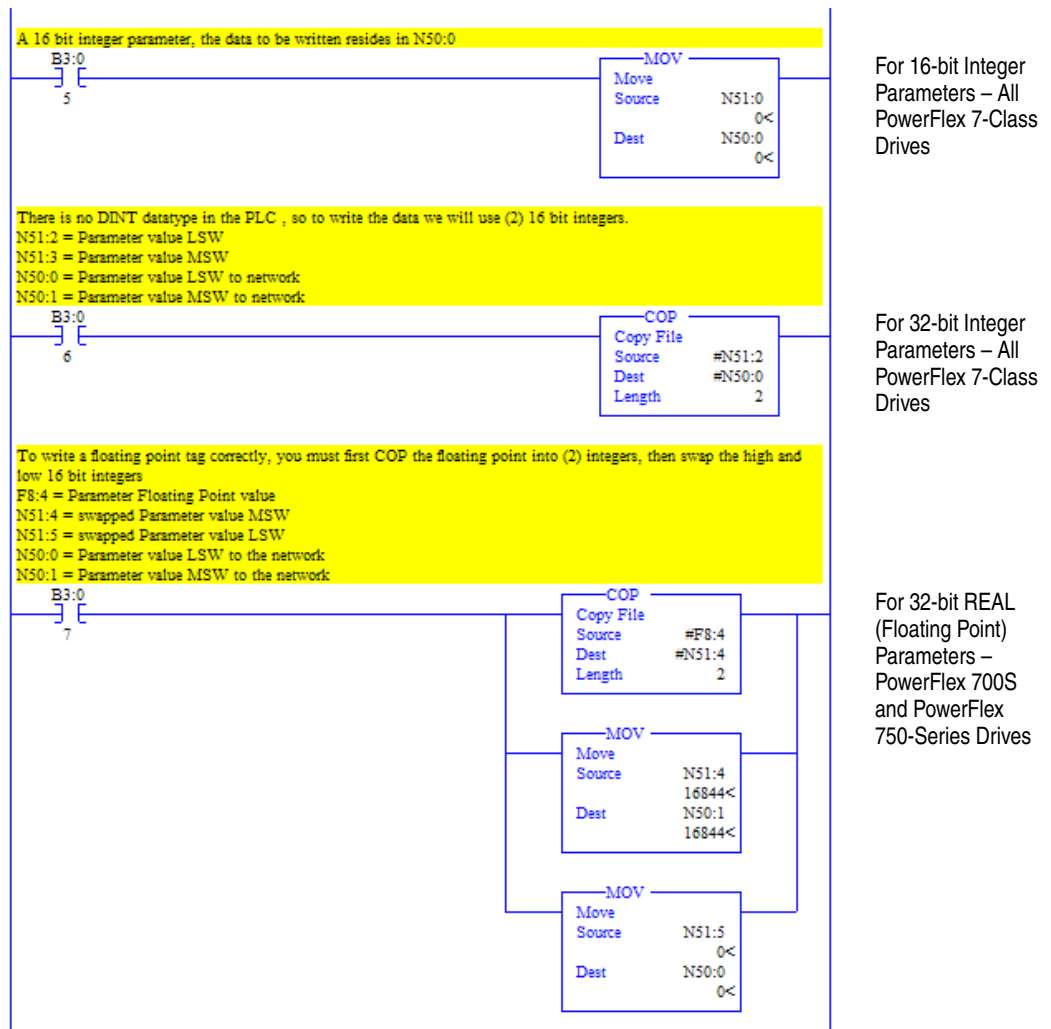 A 16 bit integer parameter, the data to be written resides in N50:0
B3:0
5
MOV
Move
Source N51:0
0<
Dest N50:0
0<
For 16-bit Integer
Parameters – All
PowerFlex 7-Class
Drives
There is no DINT datatype in the PLC , so to write the data we will use (2) 16 bit integers.
N51:2 = Parameter value LSW
N51:3 = Parameter value MSW
N50:0 = Parameter value LSW to network
N50:1 = Parameter value MSW to network
B3:0
6
COP
Copy File
Source #N51:2
Dest #N50:0
Length 2
For 32-bit Integer
Parameters – All
PowerFlex 7-Class
Drives
To write a floating point tag correctly, you must first COP the floating point into (2) integers, then swap the high and
low 16 bit integers
F8:4 = Parameter Floating Point value
N51:4 = swapped Parameter value MSW
N51:5 = swapped Parameter value LSW
N50:0 = Parameter value LSW to the network
N50:1 = Parameter value MSW to the network
B3:0
7
COP
Copy File
Source #F8:4
Dest #N51:4
Length 2
MOV
Move
Source N51:4
16844<
Dest N50:1
16844<
MOV
Move
Source N51:5
0<
Dest N50:0
0<
For 32-bit REAL
(Floating Point)
Parameters –
PowerFlex 700S
and PowerFlex
750-Series Drives